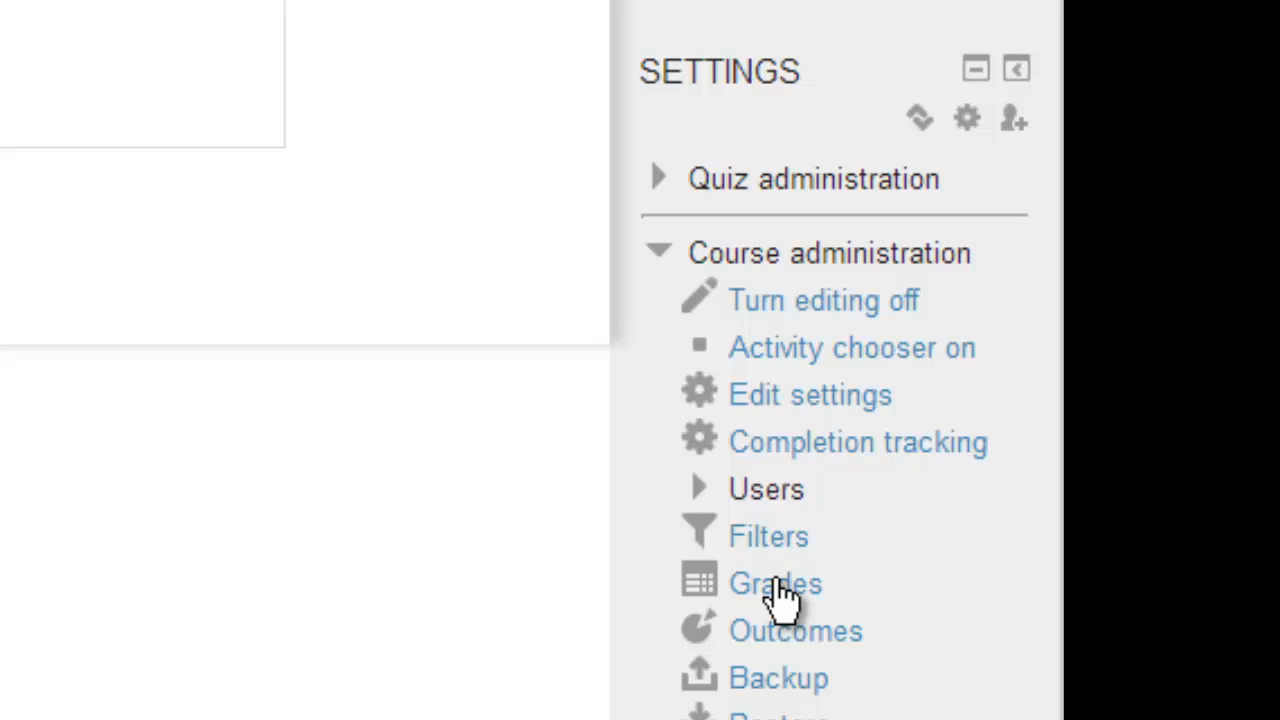 SETTINGS
Quiz administration
Course administration
Turn editing off
Activity chooser on
Edit settings
Completion tracking
Users
Filters
Grades
Outcomes
Backup